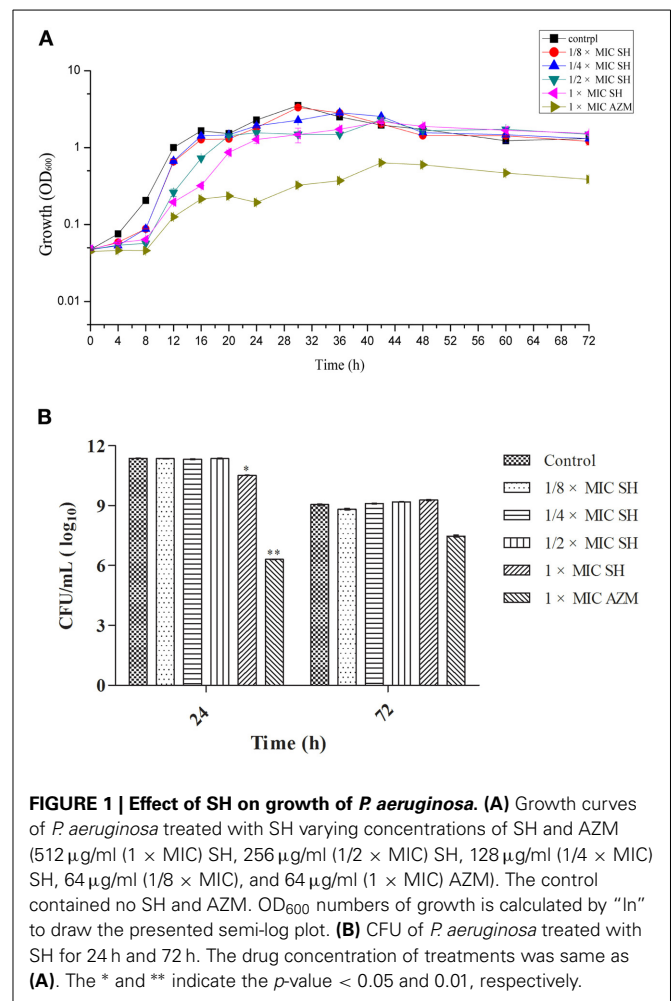 A
contrpl
1/8 × MIC SH
1/4 × MIC SH
1/2 × MIC SH
1 × MIC SH
1 × MIC AZM
10
1
0.1
0.01
Growth (OD600)
0 4 8 12 16 20 24 28 32 36 40 44 48 52 56 60 64 68 72
Time (h)
B
12
9
6
3
0
CFU/mL ( log10)
*
**
24
72
Time (h)
Control
1/8 × MIC SH
1/4 × MIC SH
1/2 × MIC SH
1 × MIC SH
1 × MIC AZM
FIGURE 1 | Effect of SH on growth of P. aeruginosa. (A) Growth curves
of P. aeruginosa treated with SH varying concentrations of SH and AZM
(512 μg/ml (1 × MIC) SH, 256 μg/ml (1/2 × MIC) SH, 128 μg/ml (1/4 × MIC)
SH, 64 μg/ml (1/8 × MIC), and 64 μg/ml (1 × MIC) AZM). The control
contained no SH and AZM. OD600 numbers of growth is calculated by “ln”
to draw the presented semi-log plot. (B) CFU of P. aeruginosa treated with
SH for 24 h and 72 h. The drug concentration of treatments was same as
(A). The * and ** indicate the p-value < 0.05 and 0.01, respectively.